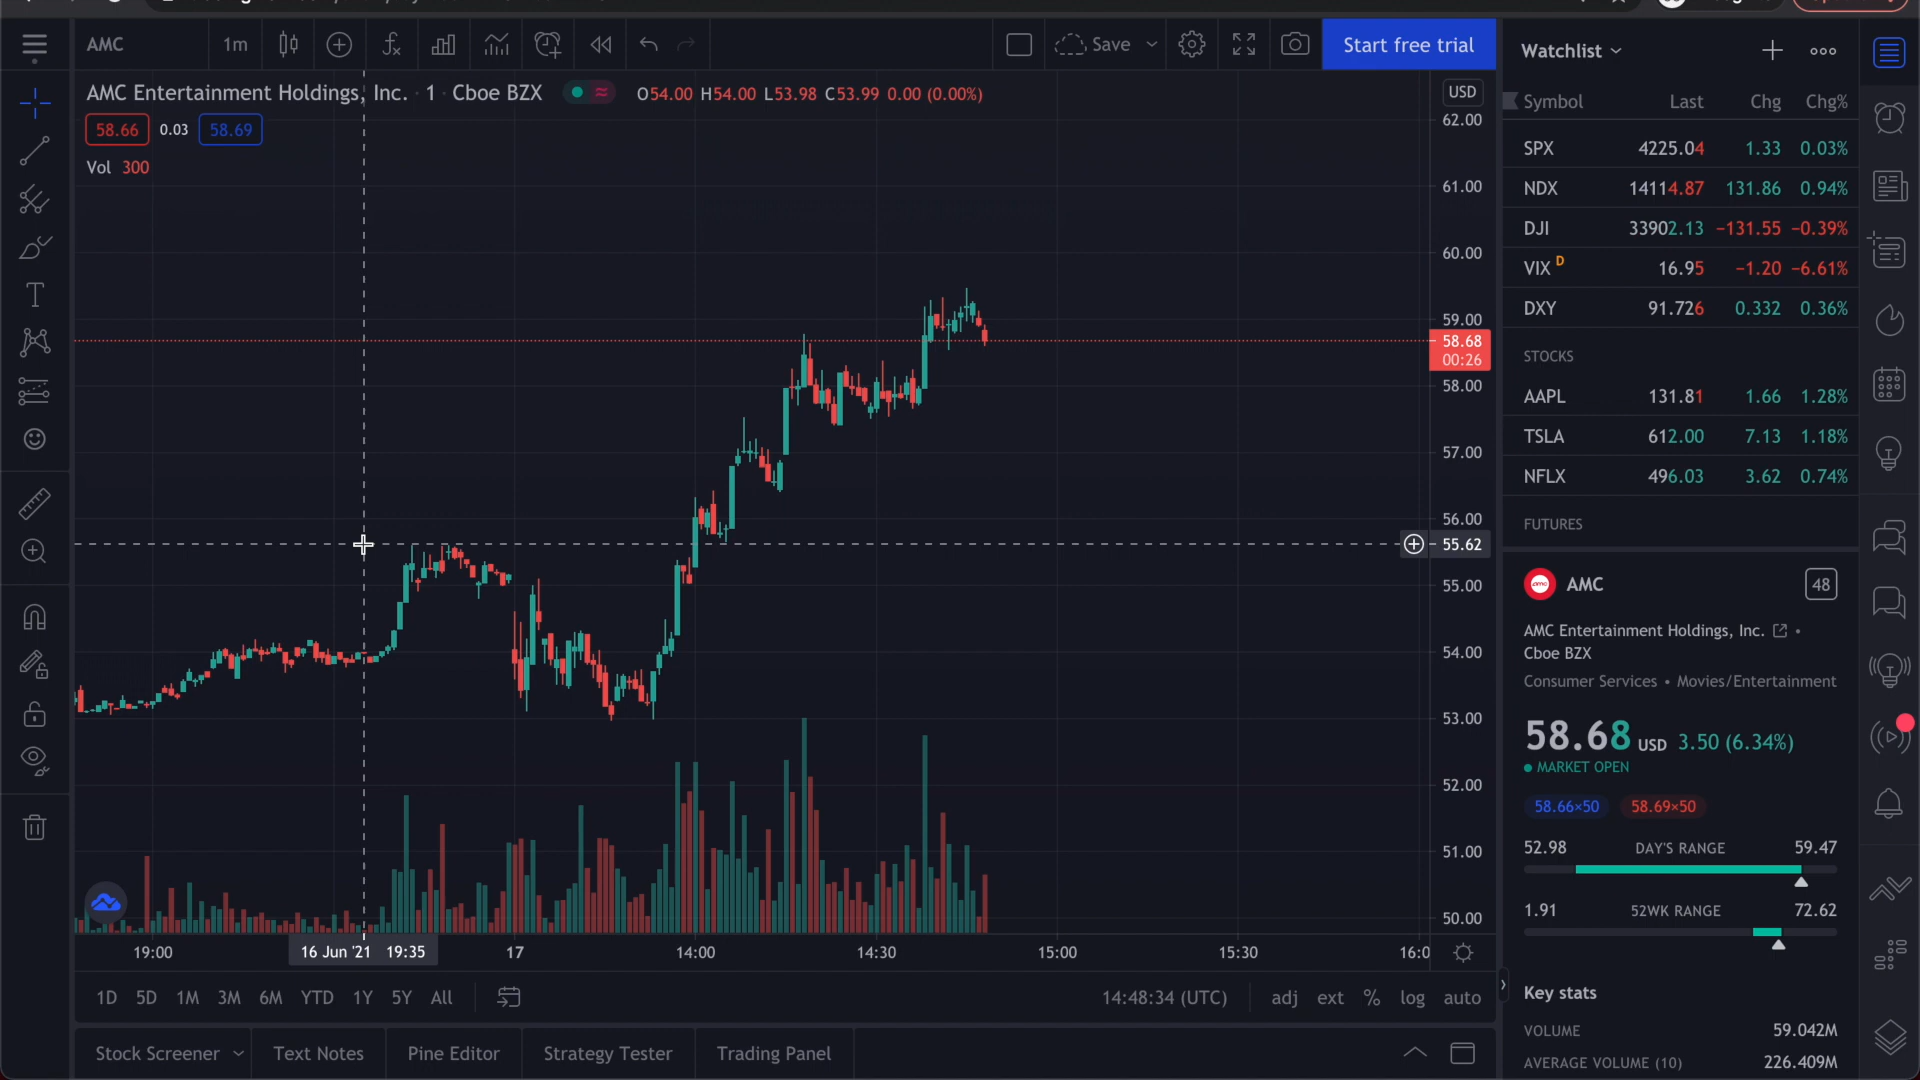 AMC
1m
Save
Start free trial
AMC Entertainment Holdings, Inc. · 1 · Cboe BZX
O54.00 H54.00 L53.98 C53.99 0.00 (0.00%)
58.66 0.03 58.69
Vol 300
USD
62.00
61.00
60.00
59.00
58.68
00:26
58.00
57.00
56.00
55.62
55.00
54.00
53.00
52.00
51.00
50.00
19:00
16 Jun '21 19:35
17
14:00
14:30
15:00
15:30
16:0
1D 5D 1M 3M 6M YTD 1Y 5Y All
14:48:34 (UTC)
adj ext % log auto
Stock Screener Text Notes Pine Editor Strategy Tester Trading Panel
Watchlist
Symbol Last Chg Chg%
SPX 4225.04 1.33 0.03%
NDX 14114.87 131.86 0.94%
DJI 33902.13 −131.55 −0.39%
VIX D 16.95 −1.20 −6.61%
DXY 91.726 0.332 0.36%
STOCKS
AAPL 131.81 1.66 1.28%
TSLA 612.00 7.13 1.18%
NFLX 496.03 3.62 0.74%
FUTURES
amc AMC 48
AMC Entertainment Holdings, Inc. •
Cboe BZX
Consumer Services • Movies/Entertainment
58.68 USD 3.50 (6.34%)
MARKET OPEN
58.66×50 58.69×50
52.98 DAY'S RANGE 59.47
1.91 52WK RANGE 72.62
Key stats
VOLUME 59.042M
AVERAGE VOLUME (10) 226.409M